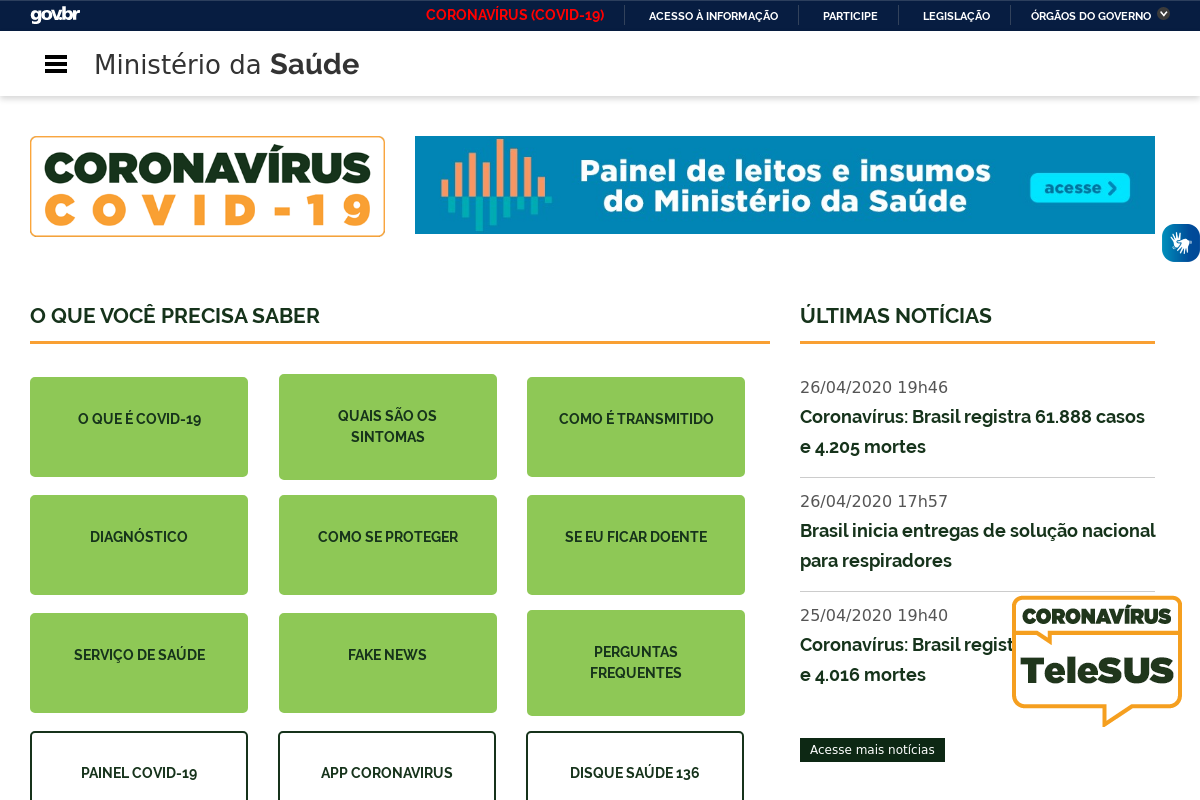 gov.br
CORONAVÍRUS (COVID-19)
ACESSO À INFORMAÇÃO
PARTICIPE
LEGISLAÇÃO
ÓRGÃOS DO GOVERNO
Ministério da Saúde
CORONAVÍRUS
COVID-19
Painel de leitos e insumos
do Ministério da Saúde
acesse
O QUE VOCÊ PRECISA SABER
O QUE É COVID-19
QUAIS SÃO OS
SINTOMAS
COMO É TRANSMITIDO
DIAGNÓSTICO
COMO SE PROTEGER
SE EU FICAR DOENTE
SERVIÇO DE SAÚDE
FAKE NEWS
PERGUNTAS
FREQUENTES
PAINEL COVID-19
APP CORONAVIRUS
DISQUE SAÚDE 136
ÚLTIMAS NOTÍCIAS
26/04/2020 19h46
Coronavírus: Brasil registra 61.888 casos
e 4.205 mortes
26/04/2020 17h57
Brasil inicia entregas de solução nacional
para respiradores
25/04/2020 19h40
Coronavírus: Brasil regist
e 4.016 mortes
Acesse mais notícias
CORONAVÍRUS
TeleSUS